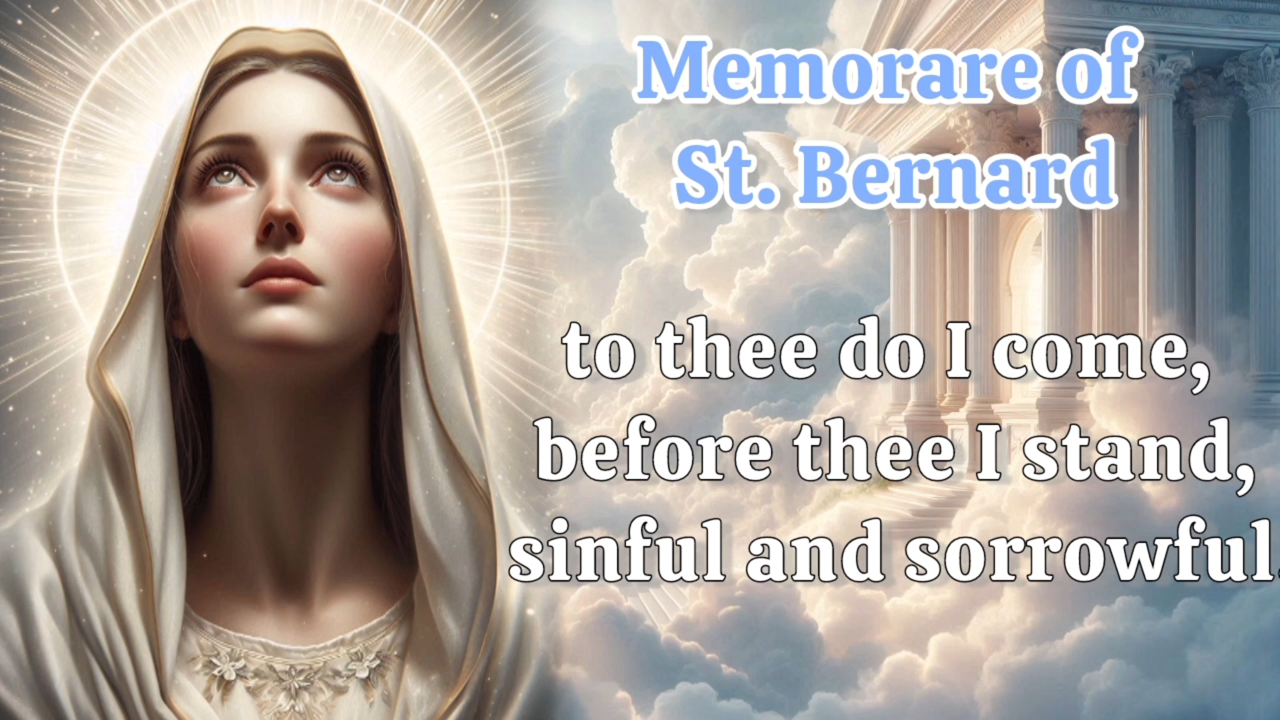 Memorare of
St. Bernard
to thee do I come,
before thee I stand,
sinful and sorrowful.